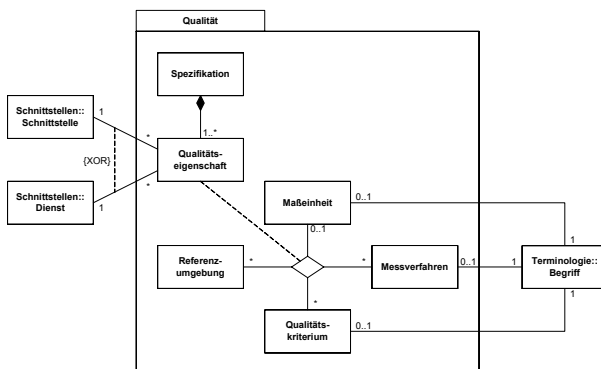 Qualität
Spezifikation
Schnittstellen::
Schnittstelle
1
*
1..*
{XOR}
Qualitäts-
eigenschaft
*
Schnittstellen::
Dienst
1
Maßeinheit
0..1
0..1
Referenz-
umgebung
*
*
Messverfahren
0..1
1
1
Terminologie::
Begriff
1
*
Qualitäts-
kriterium
0..1